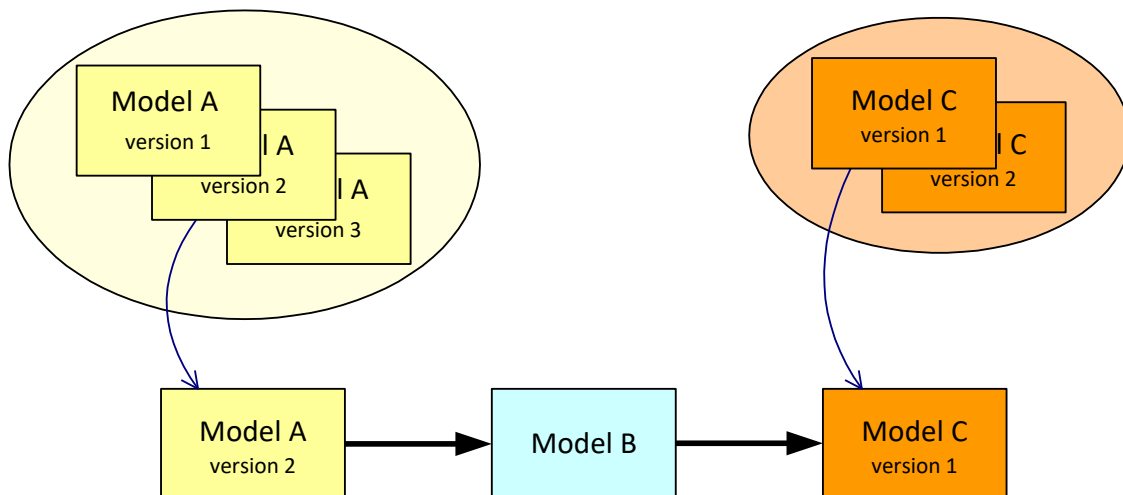 Model A
version 1
l A
version 2
l A
version 3
Model C
version 1
l C
version 2
Model A
version 2
Model B
Model C
version 1